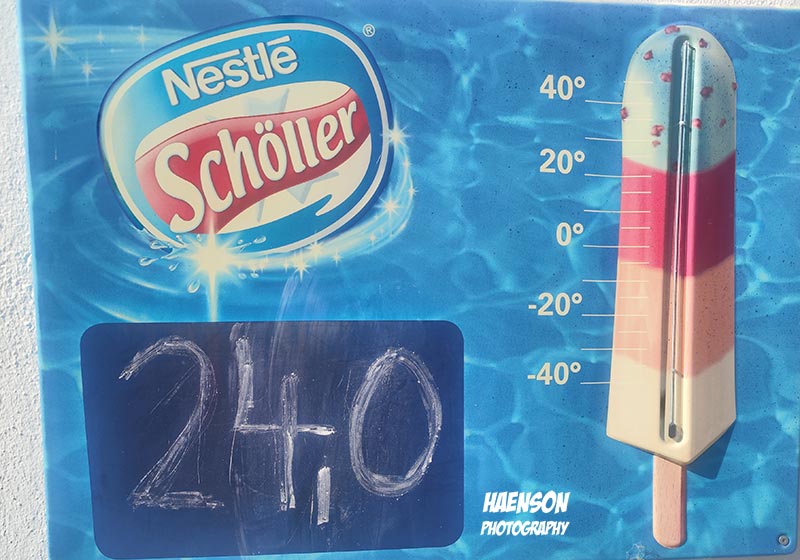 Nestlé ®
Schöller
40°
20°
0°
-20°
-40°
24,0
HAENSON
PHOTOGRAPHY